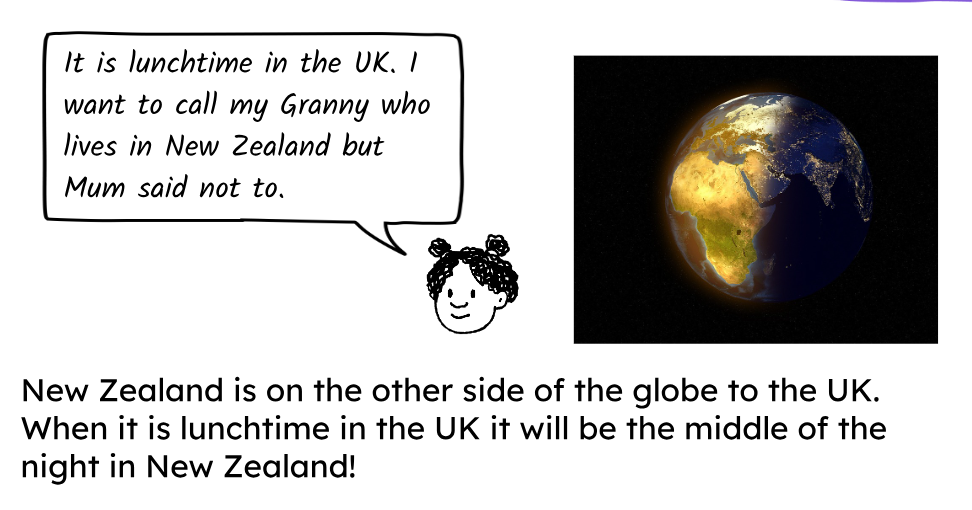 It is lunchtime in the UK. I
want to call my Granny who
lives in New Zealand but
Mum said not to.
New Zealand is on the other side of the globe to the UK.
When it is lunchtime in the UK it will be the middle of the
night in New Zealand!